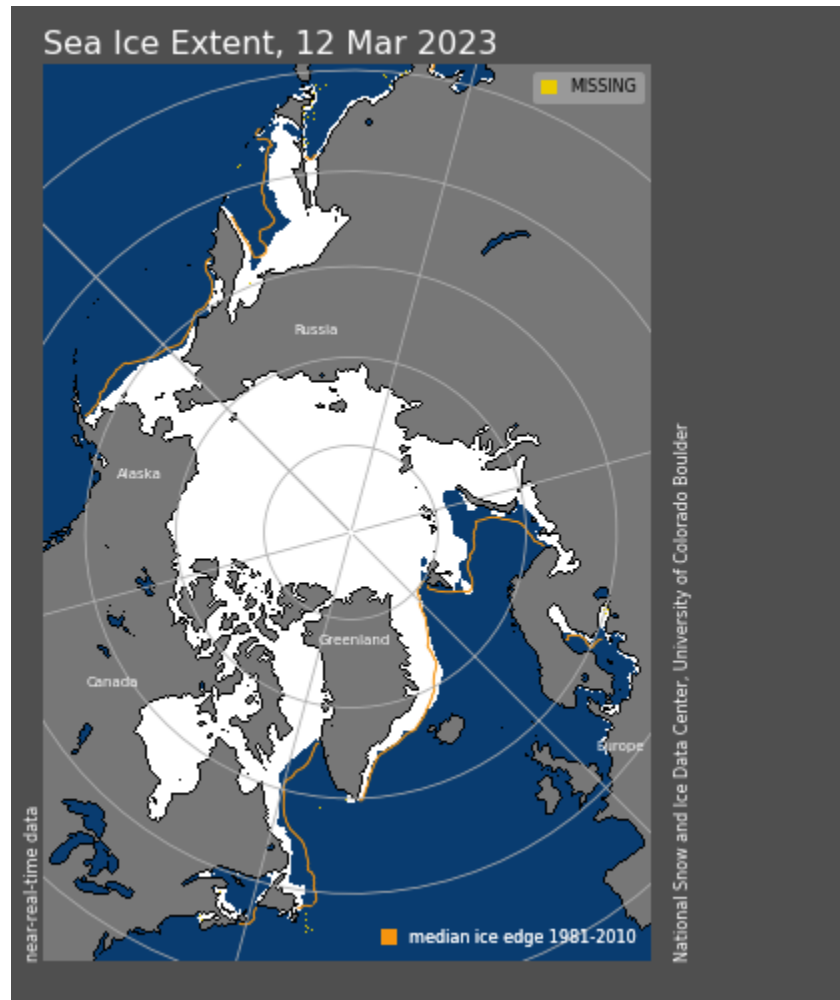 Sea Ice Extent, 12 Mar 2023
MISSING
Russia
Alaska
Greenland
Canada
Europe
near-real-time data
median ice edge 1981-2010
National Snow and Ice Data Center, University of Colorado Boulder